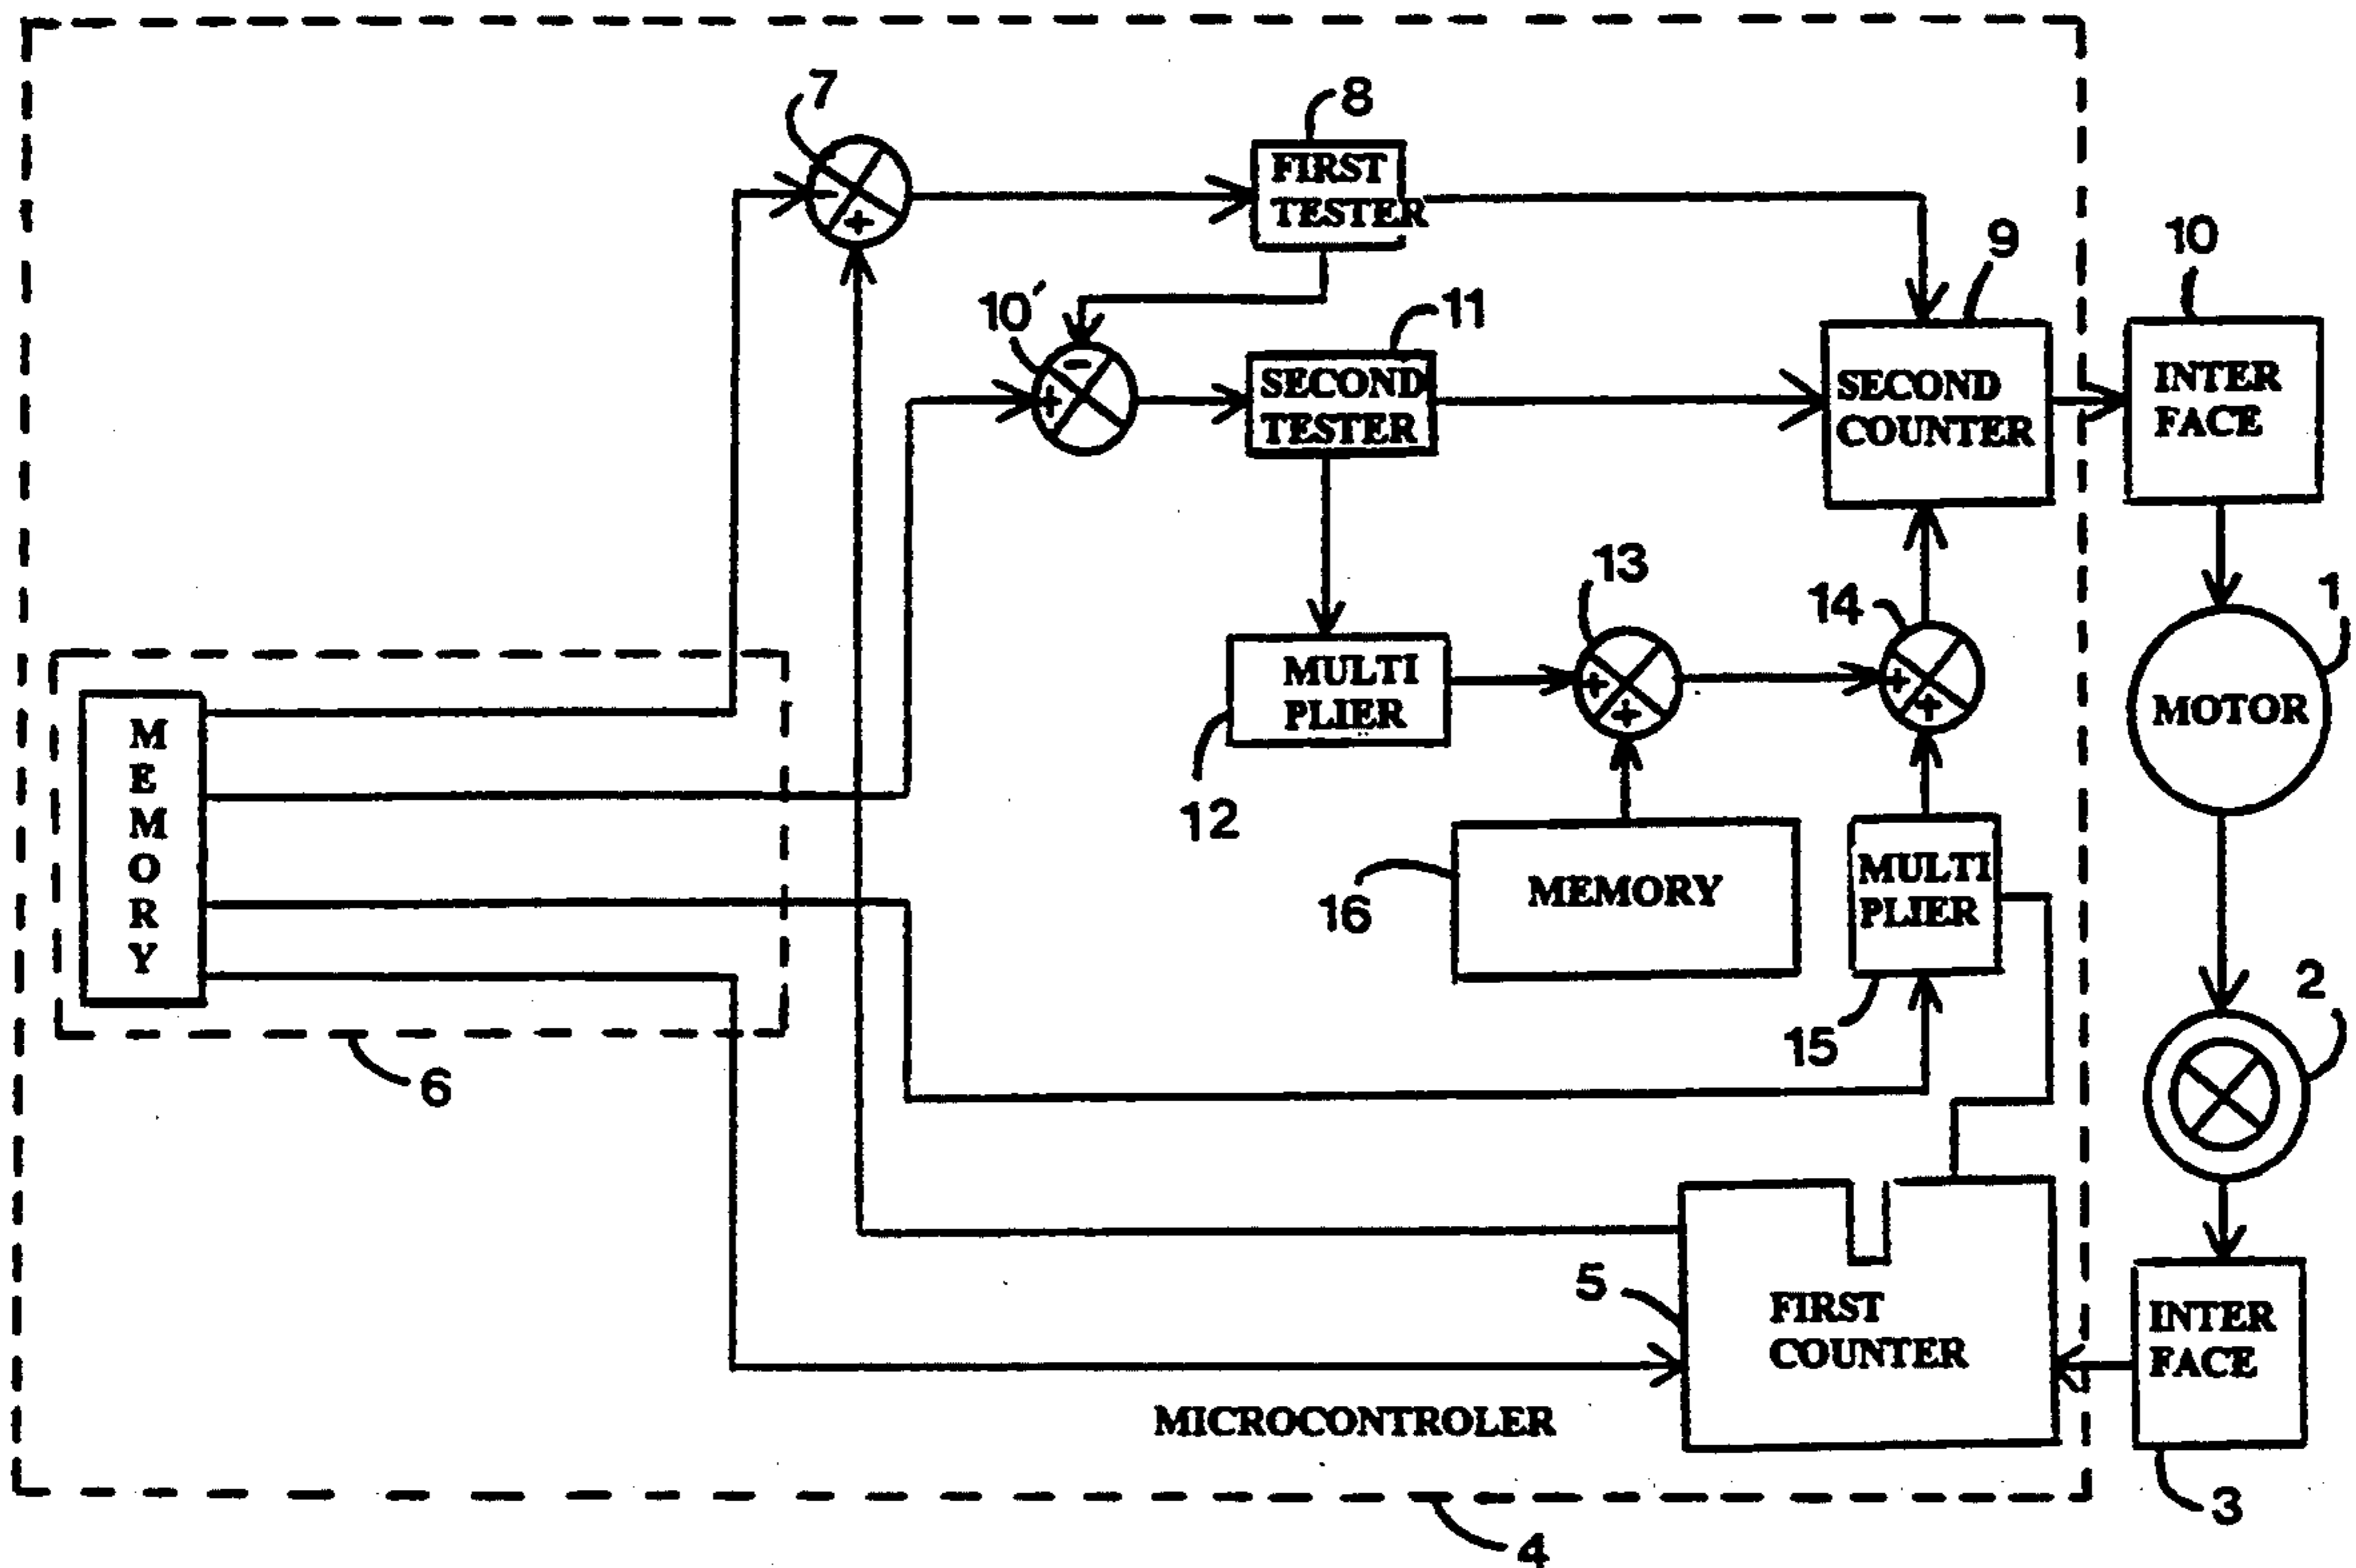 7
8
FIRST
TESTER
9
10
10′
11
SECOND
TESTER
SECOND
COUNTER
INTER
FACE
13
14
1
MULTI
PLIER
MOTOR
12
M
E
M
O
R
Y
16
MEMORY
MULTI
PLIER
15
2
6
5
FIRST
COUNTER
INTER
FACE
MICROCONTROLER
3
4
+
-
+
+
+
+
+